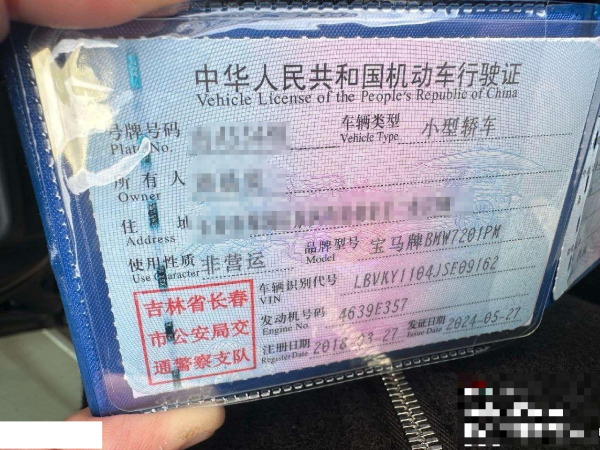 中华人民共和国机动车行驶证
Vehicle License of the People's Republic of China
号牌号码
Plate No.
车辆类型 小型轿车
Vehicle Type
所有人
Owner
住址
Address
使用性质 非营运
Use Character
品牌型号 宝马牌BMW7201PM
Model
车辆识别代号 LBVKY1104JSE09162
VIN
发动机号码 4639E357
Engine No.
注册日期 2018-03-27
Register Date
发证日期 2024-05-27
Issue Date
吉林省长春
市公安局交
通警察支队